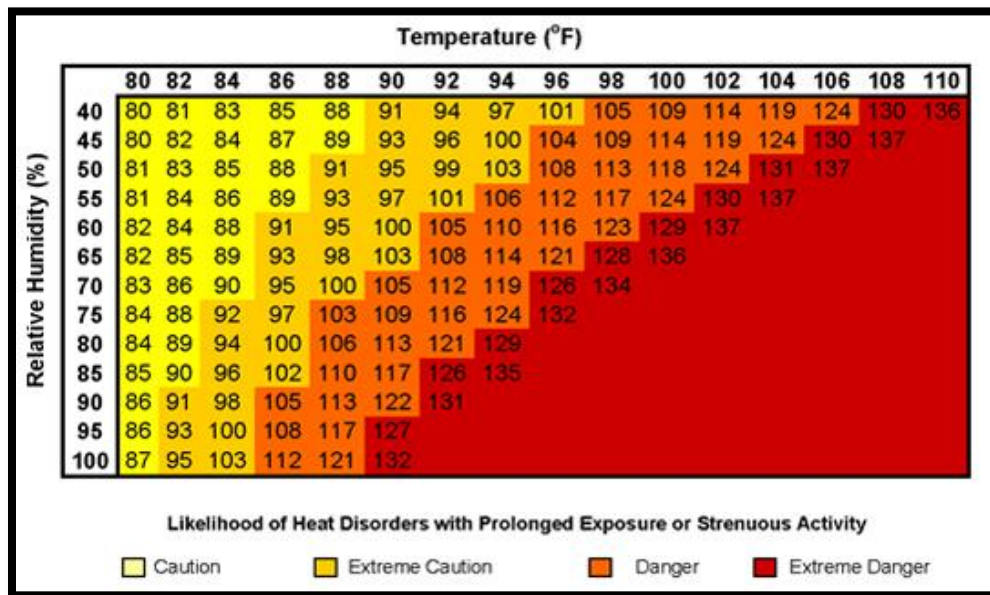 Temperature (°F)
80 82 84 86 88 90 92 94 96 98 100 102 104 106 108 110
Relative Humidity (%)
40 80 81 83 85 88 91 94 97 101 105 109 114 119 124 130 136
45 80 82 84 87 89 93 96 100 104 109 114 119 124 130 137
50 81 83 85 88 91 95 99 103 108 113 118 124 131 137
55 81 84 86 89 93 97 101 106 112 117 124 130 137
60 82 84 88 91 95 100 105 110 116 123 129 137
65 82 85 89 93 98 103 108 114 121 128 136
70 83 86 90 95 100 105 112 119 126 134
75 84 88 92 97 103 109 116 124 132
80 84 89 94 100 106 113 121 129
85 85 90 96 102 110 117 126 135
90 86 91 98 105 113 122 131
95 86 93 100 108 117 127
100 87 95 103 112 121 132
Likelihood of Heat Disorders with Prolonged Exposure or Strenuous Activity
Caution Extreme Caution Danger Extreme Danger